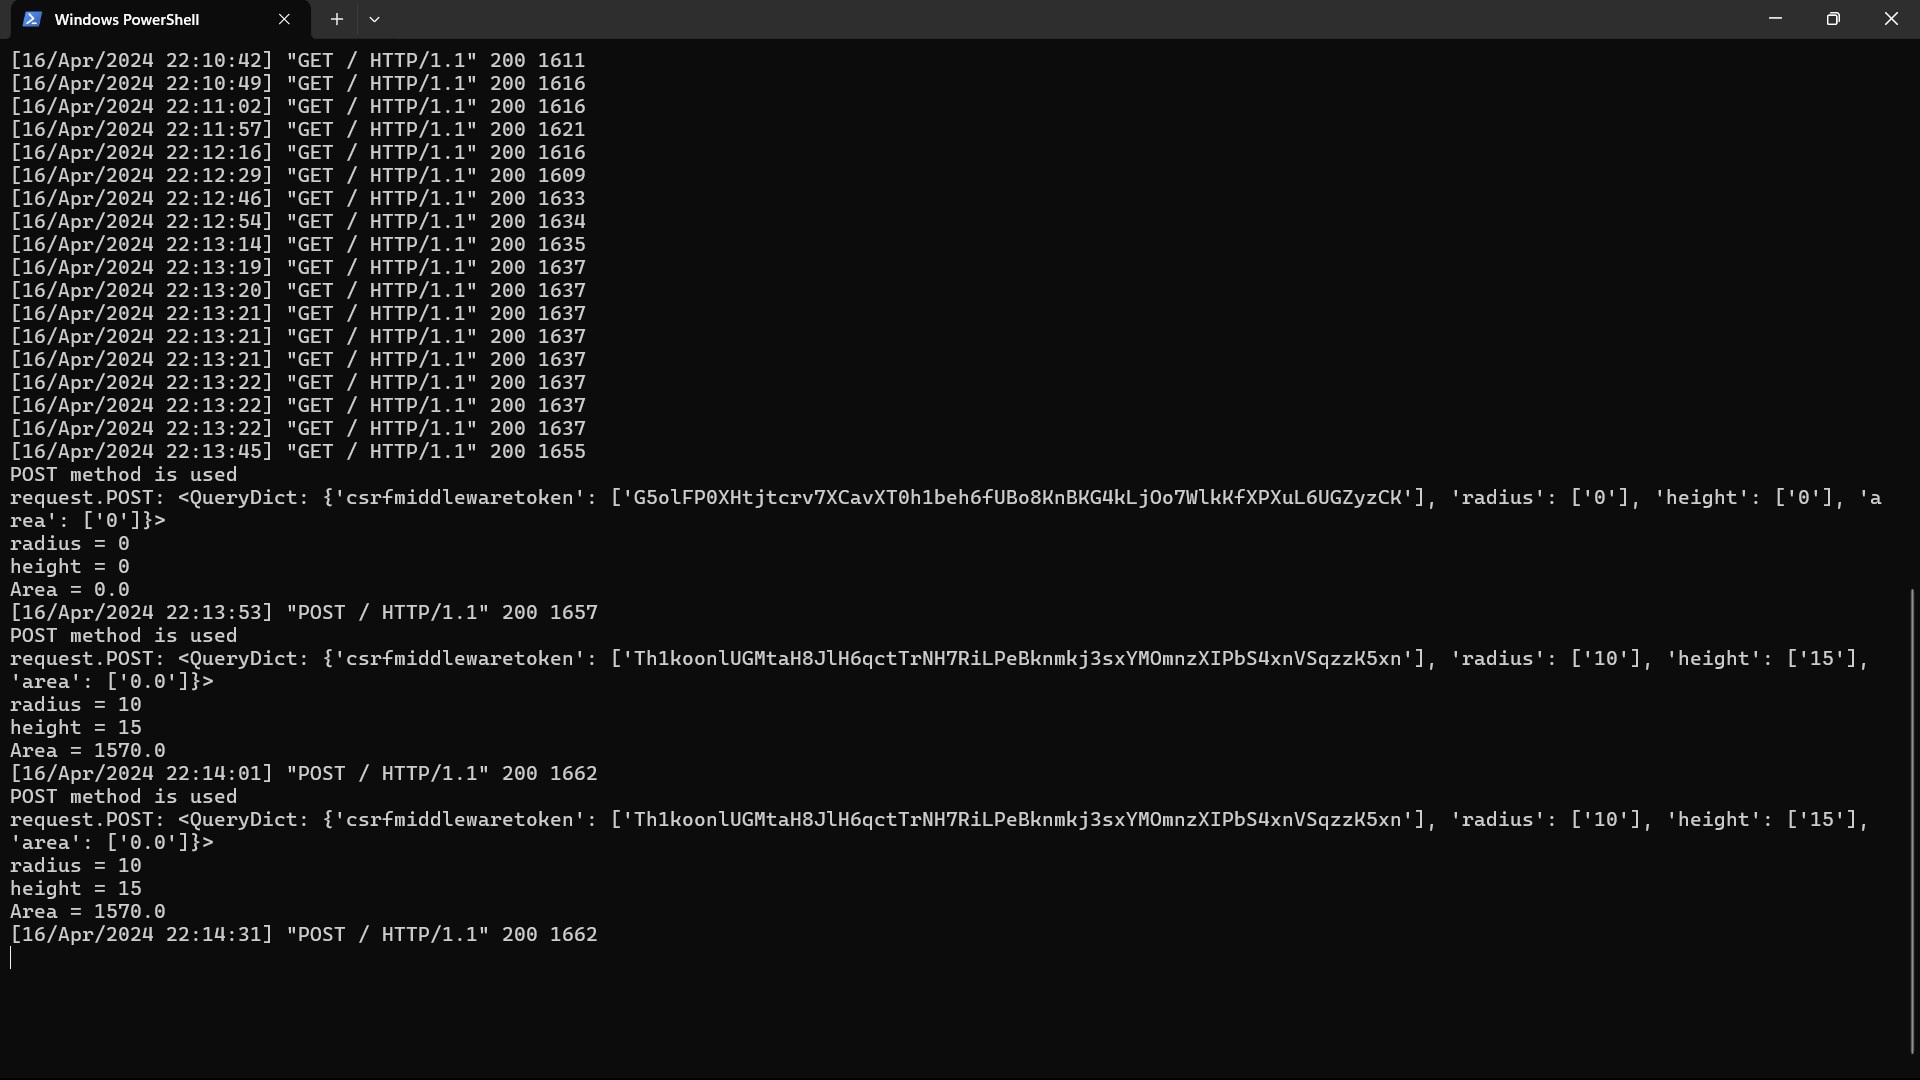 Windows PowerShell
[16/Apr/2024 22:10:42] "GET / HTTP/1.1" 200 1611
[16/Apr/2024 22:10:49] "GET / HTTP/1.1" 200 1616
[16/Apr/2024 22:11:02] "GET / HTTP/1.1" 200 1616
[16/Apr/2024 22:11:57] "GET / HTTP/1.1" 200 1621
[16/Apr/2024 22:12:16] "GET / HTTP/1.1" 200 1616
[16/Apr/2024 22:12:29] "GET / HTTP/1.1" 200 1609
[16/Apr/2024 22:12:46] "GET / HTTP/1.1" 200 1633
[16/Apr/2024 22:12:54] "GET / HTTP/1.1" 200 1634
[16/Apr/2024 22:13:14] "GET / HTTP/1.1" 200 1635
[16/Apr/2024 22:13:19] "GET / HTTP/1.1" 200 1637
[16/Apr/2024 22:13:20] "GET / HTTP/1.1" 200 1637
[16/Apr/2024 22:13:21] "GET / HTTP/1.1" 200 1637
[16/Apr/2024 22:13:21] "GET / HTTP/1.1" 200 1637
[16/Apr/2024 22:13:21] "GET / HTTP/1.1" 200 1637
[16/Apr/2024 22:13:22] "GET / HTTP/1.1" 200 1637
[16/Apr/2024 22:13:22] "GET / HTTP/1.1" 200 1637
[16/Apr/2024 22:13:22] "GET / HTTP/1.1" 200 1637
[16/Apr/2024 22:13:45] "GET / HTTP/1.1" 200 1655
POST method is used
request.POST: <QueryDict: {'csrfmiddlewaretoken': ['G5olFP0XHtjtcrv7XCavXT0h1beh6fUBo8KnBKG4kLjOo7WlkKfXPXuL6UGZyzCK'], 'radius': ['0'], 'height': ['0'], 'a
rea': ['0']}>
radius = 0
height = 0
Area = 0.0
[16/Apr/2024 22:13:53] "POST / HTTP/1.1" 200 1657
POST method is used
request.POST: <QueryDict: {'csrfmiddlewaretoken': ['Th1koonlUGMtaH8JlH6qctTrNH7RiLPeBknmkj3sxYMOmnzXIPbS4xnVSqzzK5xn'], 'radius': ['10'], 'height': ['15'],
'area': ['0.0']}>
radius = 10
height = 15
Area = 1570.0
[16/Apr/2024 22:14:01] "POST / HTTP/1.1" 200 1662
POST method is used
request.POST: <QueryDict: {'csrfmiddlewaretoken': ['Th1koonlUGMtaH8JlH6qctTrNH7RiLPeBknmkj3sxYMOmnzXIPbS4xnVSqzzK5xn'], 'radius': ['10'], 'height': ['15'],
'area': ['0.0']}>
radius = 10
height = 15
Area = 1570.0
[16/Apr/2024 22:14:31] "POST / HTTP/1.1" 200 1662